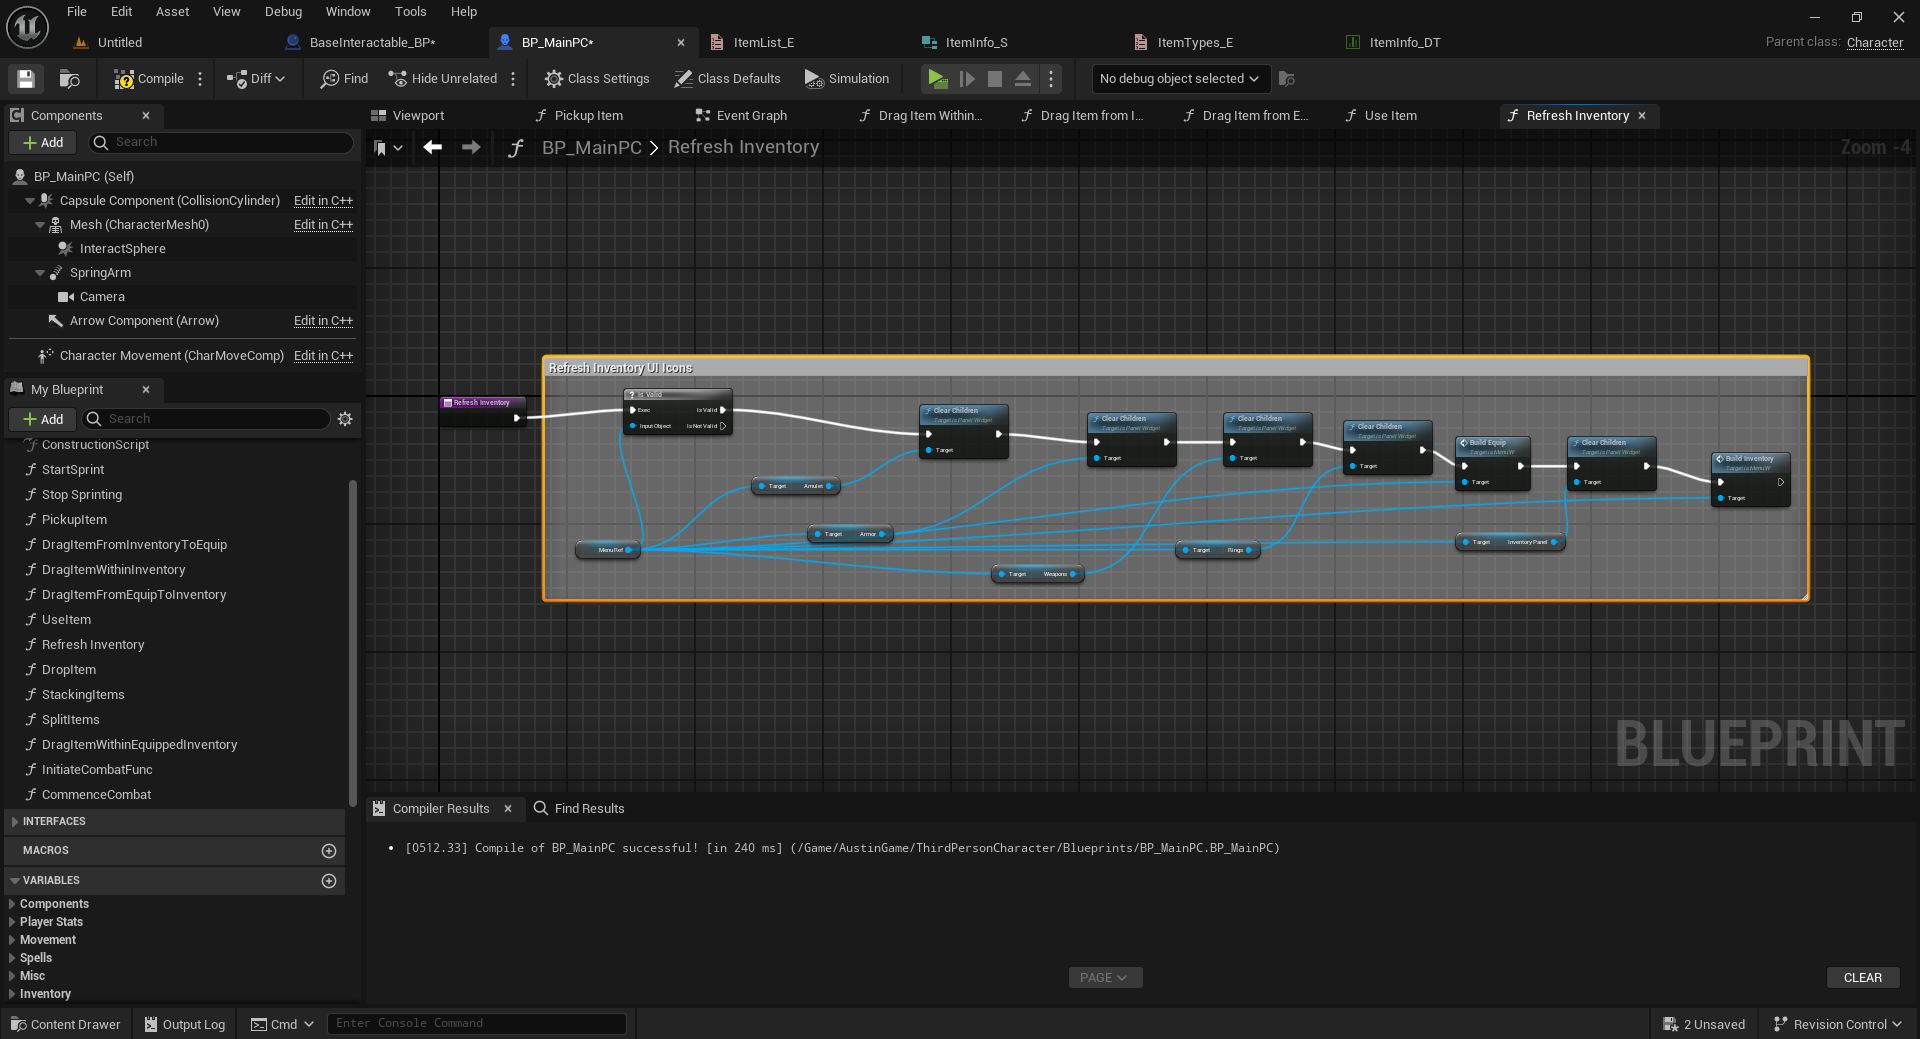 File Edit Asset View Debug Window Tools Help
Untitled BaseInteractable_BP* BP_MainPC* ItemList_E ItemInfo_S ItemTypes_E ItemInfo_DT Parent class: Character
Compile Diff Find Hide Unrelated Class Settings Class Defaults Simulation No debug object selected
Components
Viewport Pickup Item Event Graph Drag Item Within... Drag Item from I... Drag Item from E... Use Item Refresh Inventory
Add Search
BP_MainPC > Refresh Inventory Zoom -4
BP_MainPC (Self)
Capsule Component (CollisionCylinder) Edit in C++
Mesh (CharacterMesh0) Edit in C++
InteractSphere
SpringArm
Camera
Arrow Component (Arrow) Edit in C++
Character Movement (CharMoveComp) Edit in C++
My Blueprint
Add Search
ConstructionScript
StartSprint
Stop Sprinting
PickupItem
DragItemFromInventoryToEquip
DragItemWithinInventory
DragItemFromEquipToInventory
UseItem
Refresh Inventory
DropItem
StackingItems
SplitItems
DragItemWithinEquippedInventory
InitiateCombatFunc
CommenceCombat
INTERFACES
MACROS
VARIABLES
Components
Player Stats
Movement
Spells
Misc
Inventory
Refresh Inventory UI Icons
Refresh Inventory
Is Valid
Exec Is Valid
Input Object Is Not Valid
Clear Children
Target is Panel Widget
Target
Clear Children
Target is Panel Widget
Target
Clear Children
Target is Panel Widget
Target
Clear Children
Target is Panel Widget
Target
Build Equip
Target is Menu W
Target
Clear Children
Target is Panel Widget
Target
Build Inventory
Target is Menu W
Target
Target Amulet
Target Armor
Menu Ref
Target Weapons
Target Rings
Target Inventory Panel
BLUEPRINT
Compiler Results Find Results
• [0512.33] Compile of BP_MainPC successful! [in 240 ms] (/Game/AustinGame/ThirdPersonCharacter/Blueprints/BP_MainPC.BP_MainPC)
PAGE CLEAR
Content Drawer Output Log Cmd Enter Console Command 2 Unsaved Revision Control